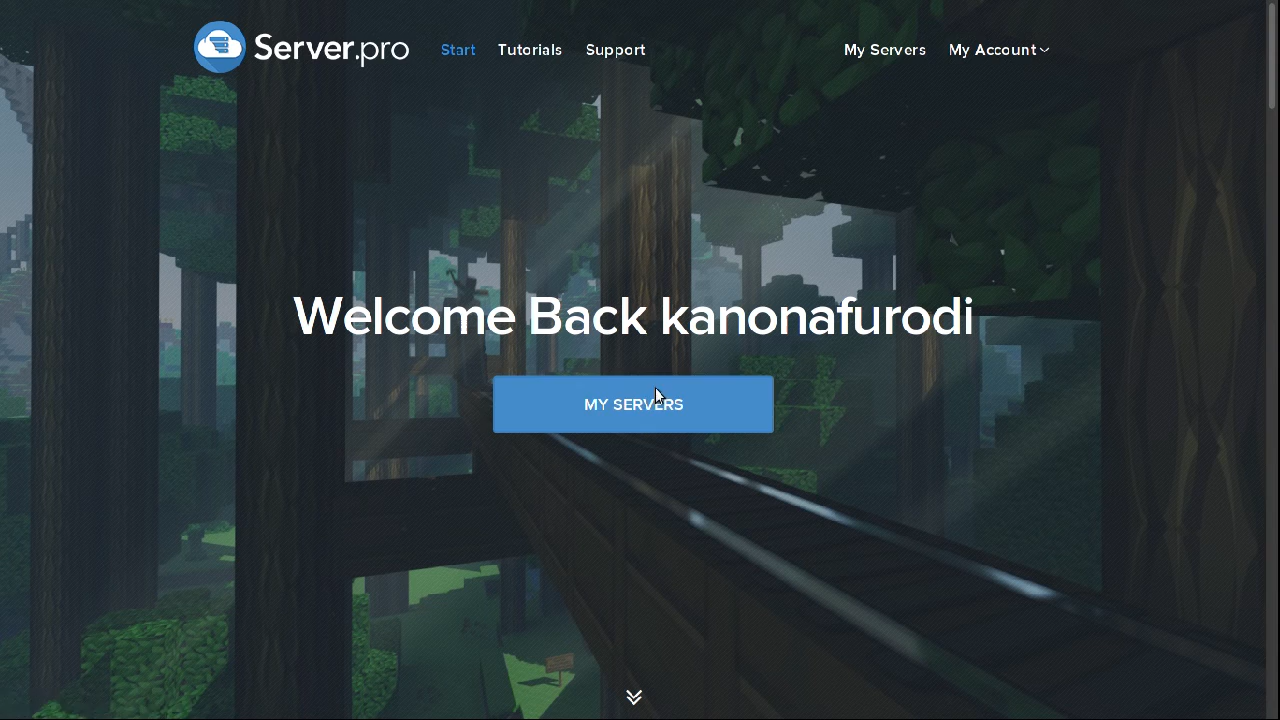 Server.pro
Start
Tutorials
Support
My Servers
My Account
Welcome Back kanonafurodi
MY SERVERS